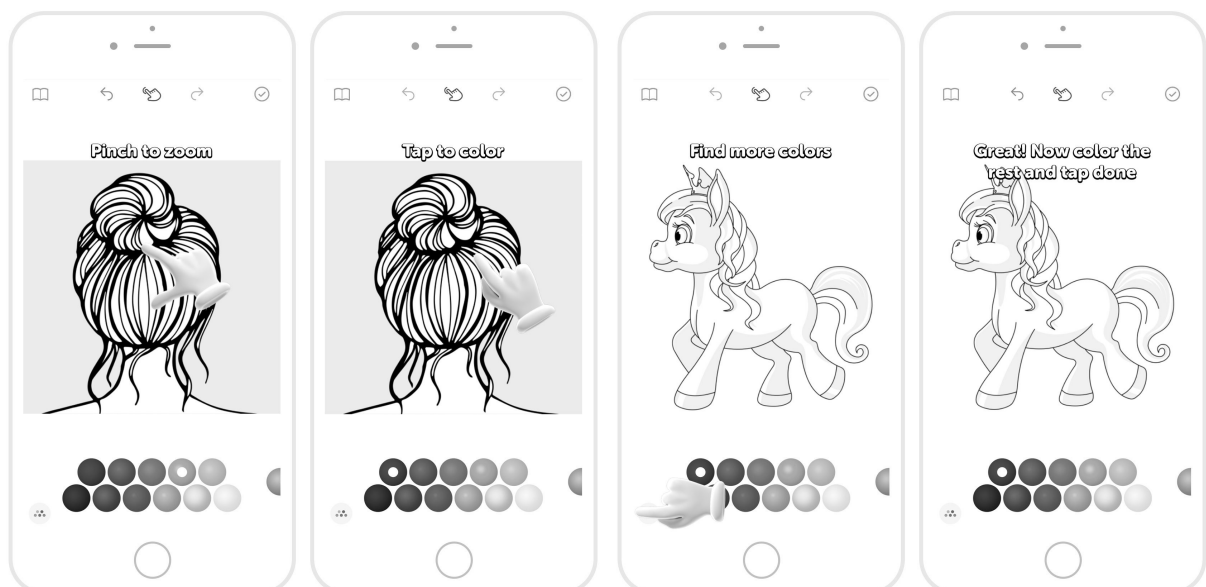 Pinch to zoom
Tap to color
Find more colors
Great! Now color the
rest and tap done